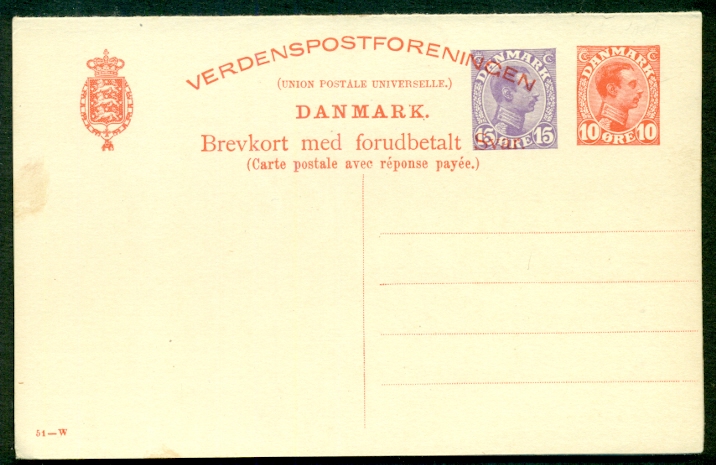 VERDENSPOSTFORENINGEN
(UNION POSTALE UNIVERSELLE.)
DANMARK.
Brevkort med forudbetalt Svar.
(Carte postale avec réponse payée.)
DANMARK
15 ØRE 15
DANMARK
10 ØRE 10
51—W